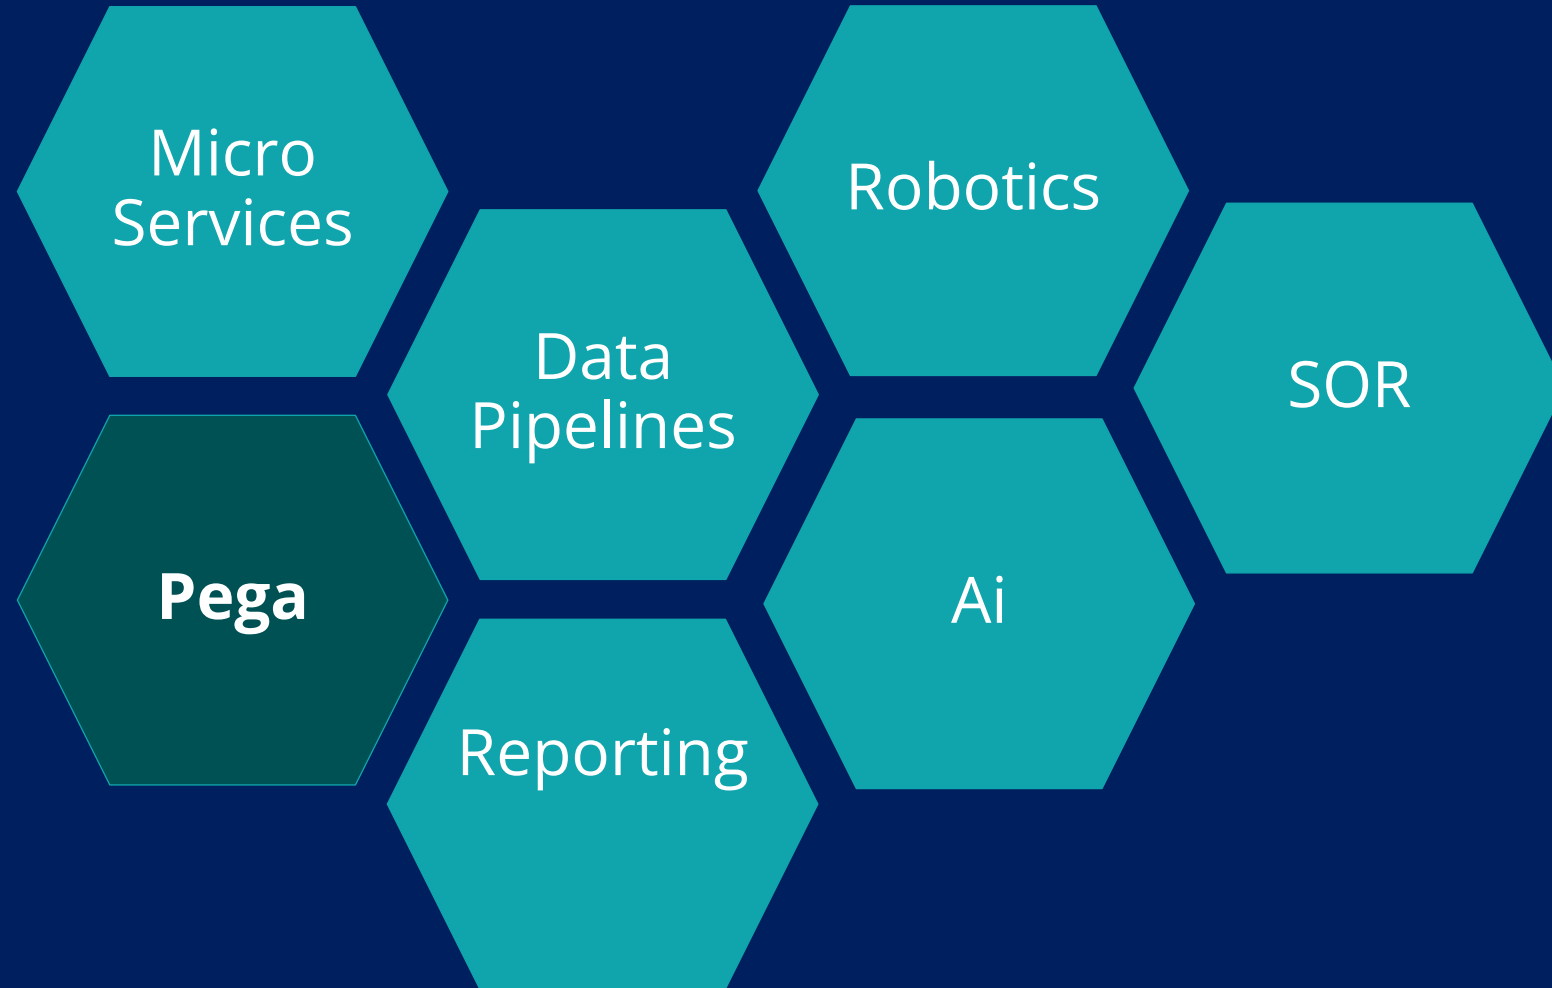 Micro
Services
Robotics
Data
Pipelines
SOR
Pega
Ai
Reporting